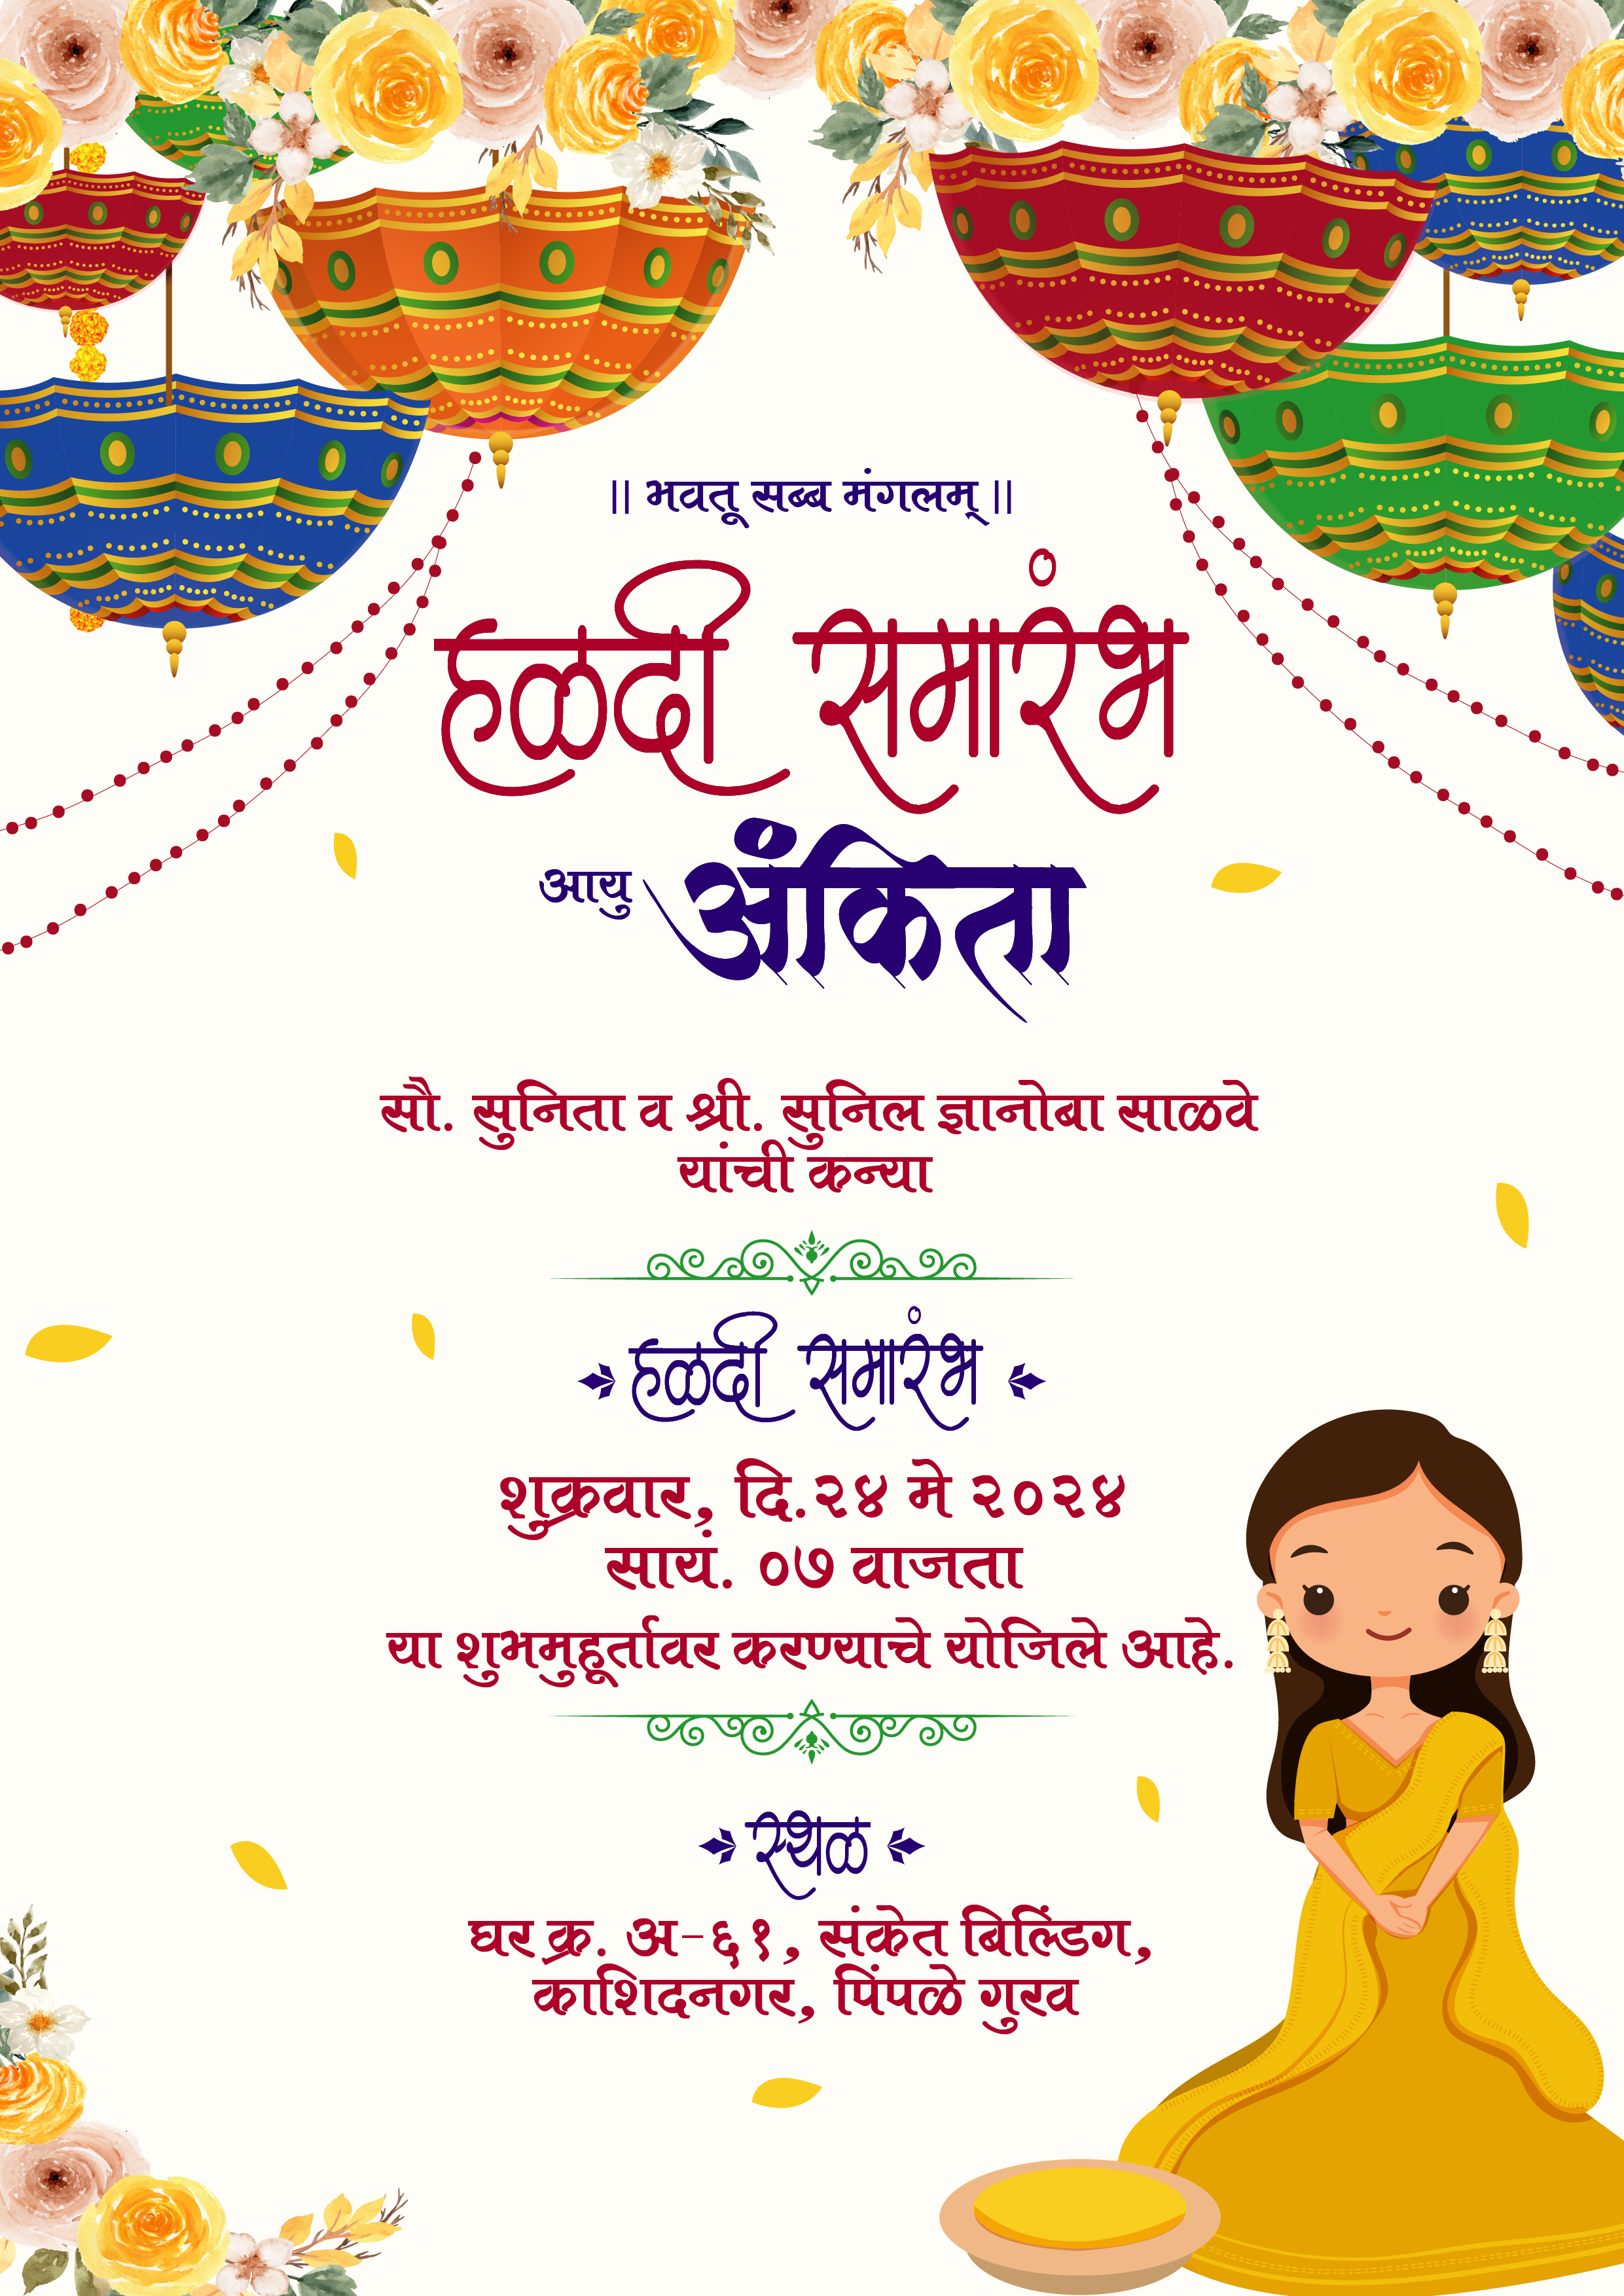 || भवतू सब्ब मंगलम् ||
हळदी समारंभ
आयु अंकिता
सौ. सुनिता व श्री. सुनिल ज्ञानोबा साळवे
यांची कन्या
हळदी समारंभ
शुक्रवार, दि.२४ मे २०२४
सायं. ०७ वाजता
या शुभमुहूर्तावर करण्याचे योजिले आहे.
स्थळ
घर क्र. अ-६१, संकेत बिल्डिंग,
काशिदनगर, पिंपळे गुरव